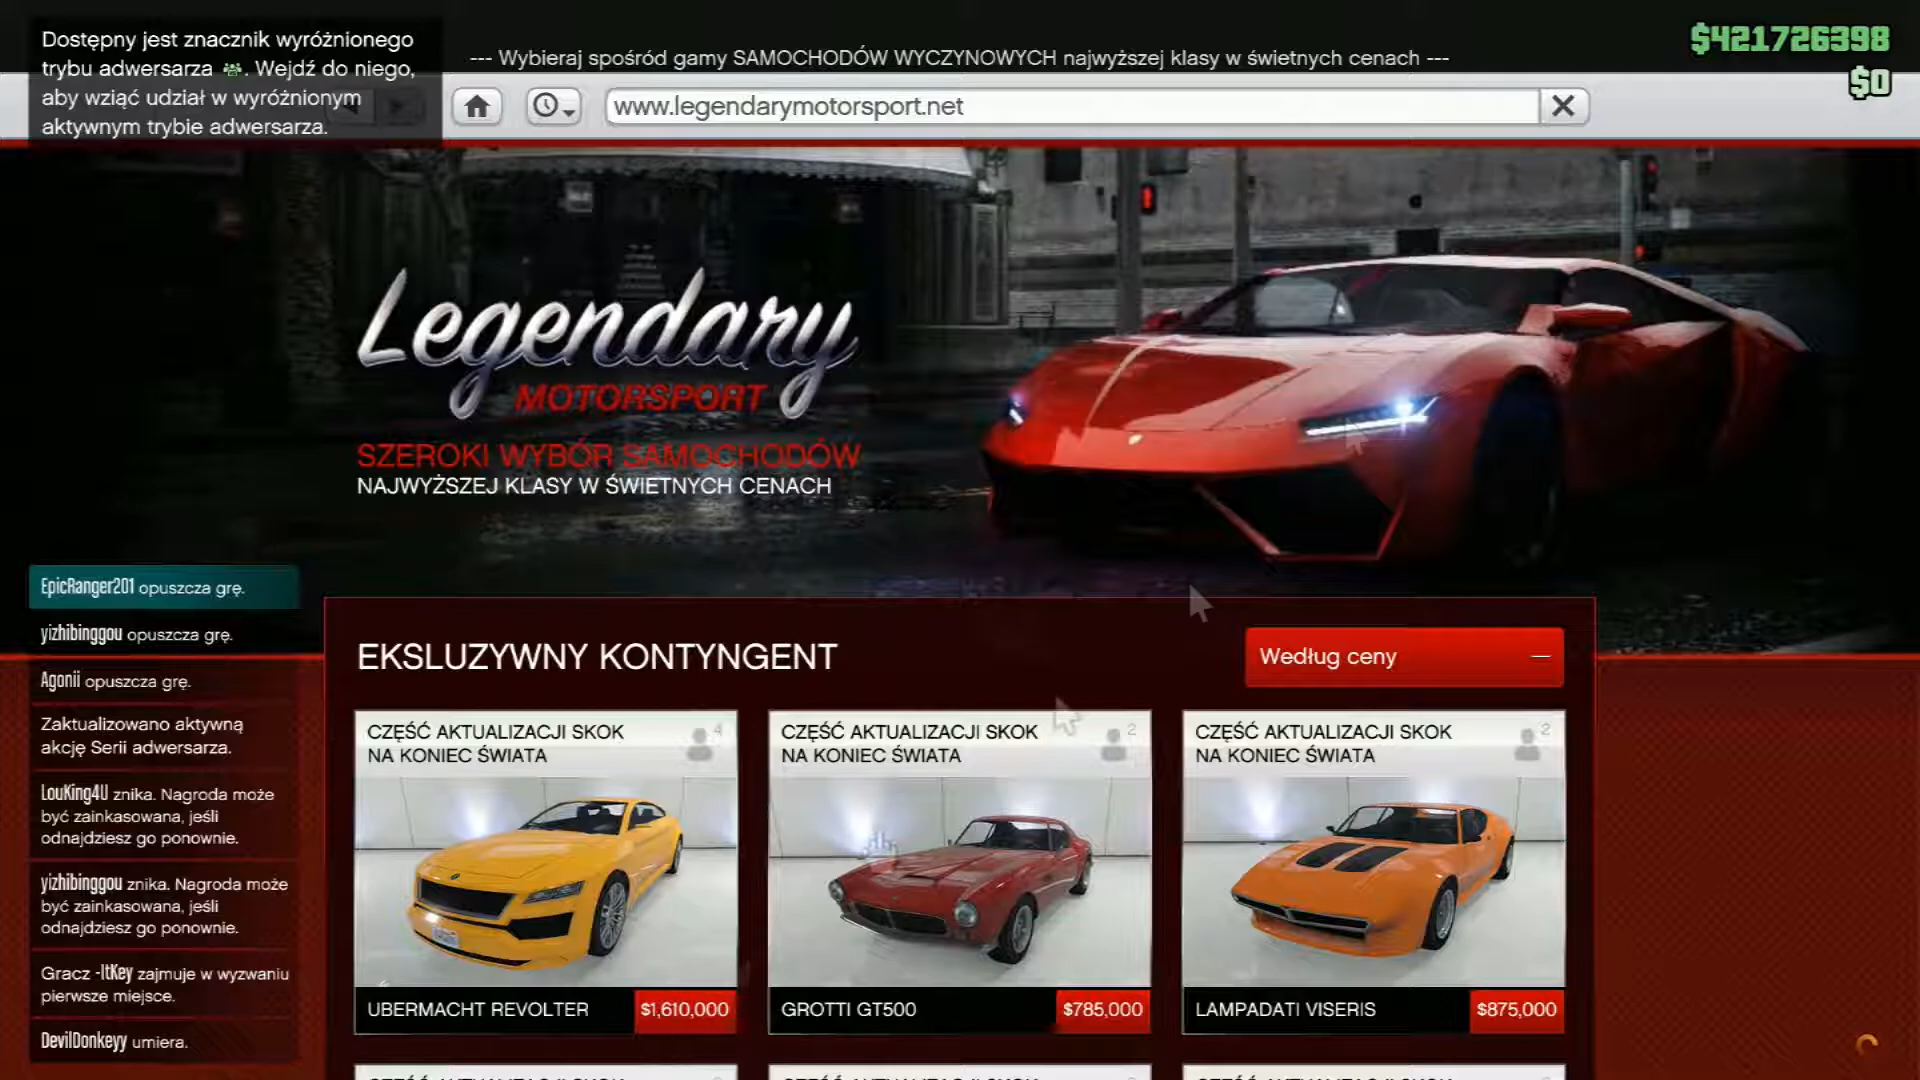 Dostępny jest znacznik wyróżnionego
trybu adwersarza . Wejdź do niego,
aby wziąć udział w wyróżnionym
aktywnym trybie adwersarza.
--- Wybieraj spośród gamy SAMOCHODÓW WYCZYNOWYCH najwyższej klasy w świetnych cenach ---
$421726398
$0
www.legendarymotorsport.net
Legendary
MOTORSPORT
SZEROKI WYBÓR SAMOCHODÓW
NAJWYŻSZEJ KLASY W ŚWIETNYCH CENACH
EpicRanger201 opuszcza grę.
yizhibinggou opuszcza grę.
Agonii opuszcza grę.
Zaktualizowano aktywną
akcję Serii adwersarza.
LouKing4U znika. Nagroda może
być zainkasowana, jeśli
odnajdziesz go ponownie.
yizhibinggou znika. Nagroda może
być zainkasowana, jeśli
odnajdziesz go ponownie.
Gracz -ItKey zajmuje w wyzwaniu
pierwsze miejsce.
DevilDonkeyy umiera.
EKSLUZYWNY KONTYNGENT
Według ceny
CZĘŚĆ AKTUALIZACJI SKOK
NA KONIEC ŚWIATA
4
UBERMACHT REVOLTER
$1,610,000
CZĘŚĆ AKTUALIZACJI SKOK
NA KONIEC ŚWIATA
2
GROTTI GT500
$785,000
CZĘŚĆ AKTUALIZACJI SKOK
NA KONIEC ŚWIATA
2
LAMPADATI VISERIS
$875,000